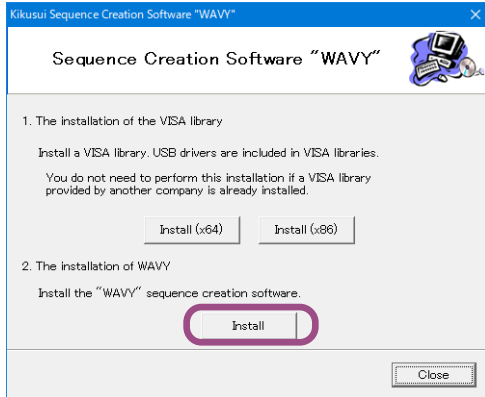 Kikusui Sequence Creation Software "WAVY"
Sequence Creation Software "WAVY"
1. The installation of the VISA library
Install a VISA library. USB drivers are included in VISA libraries.
You do not need to perform this installation if a VISA library
provided by another company is already installed.
Install (x64) Install (x86)
2. The installation of WAVY
Install the "WAVY" sequence creation software.
Install
Close